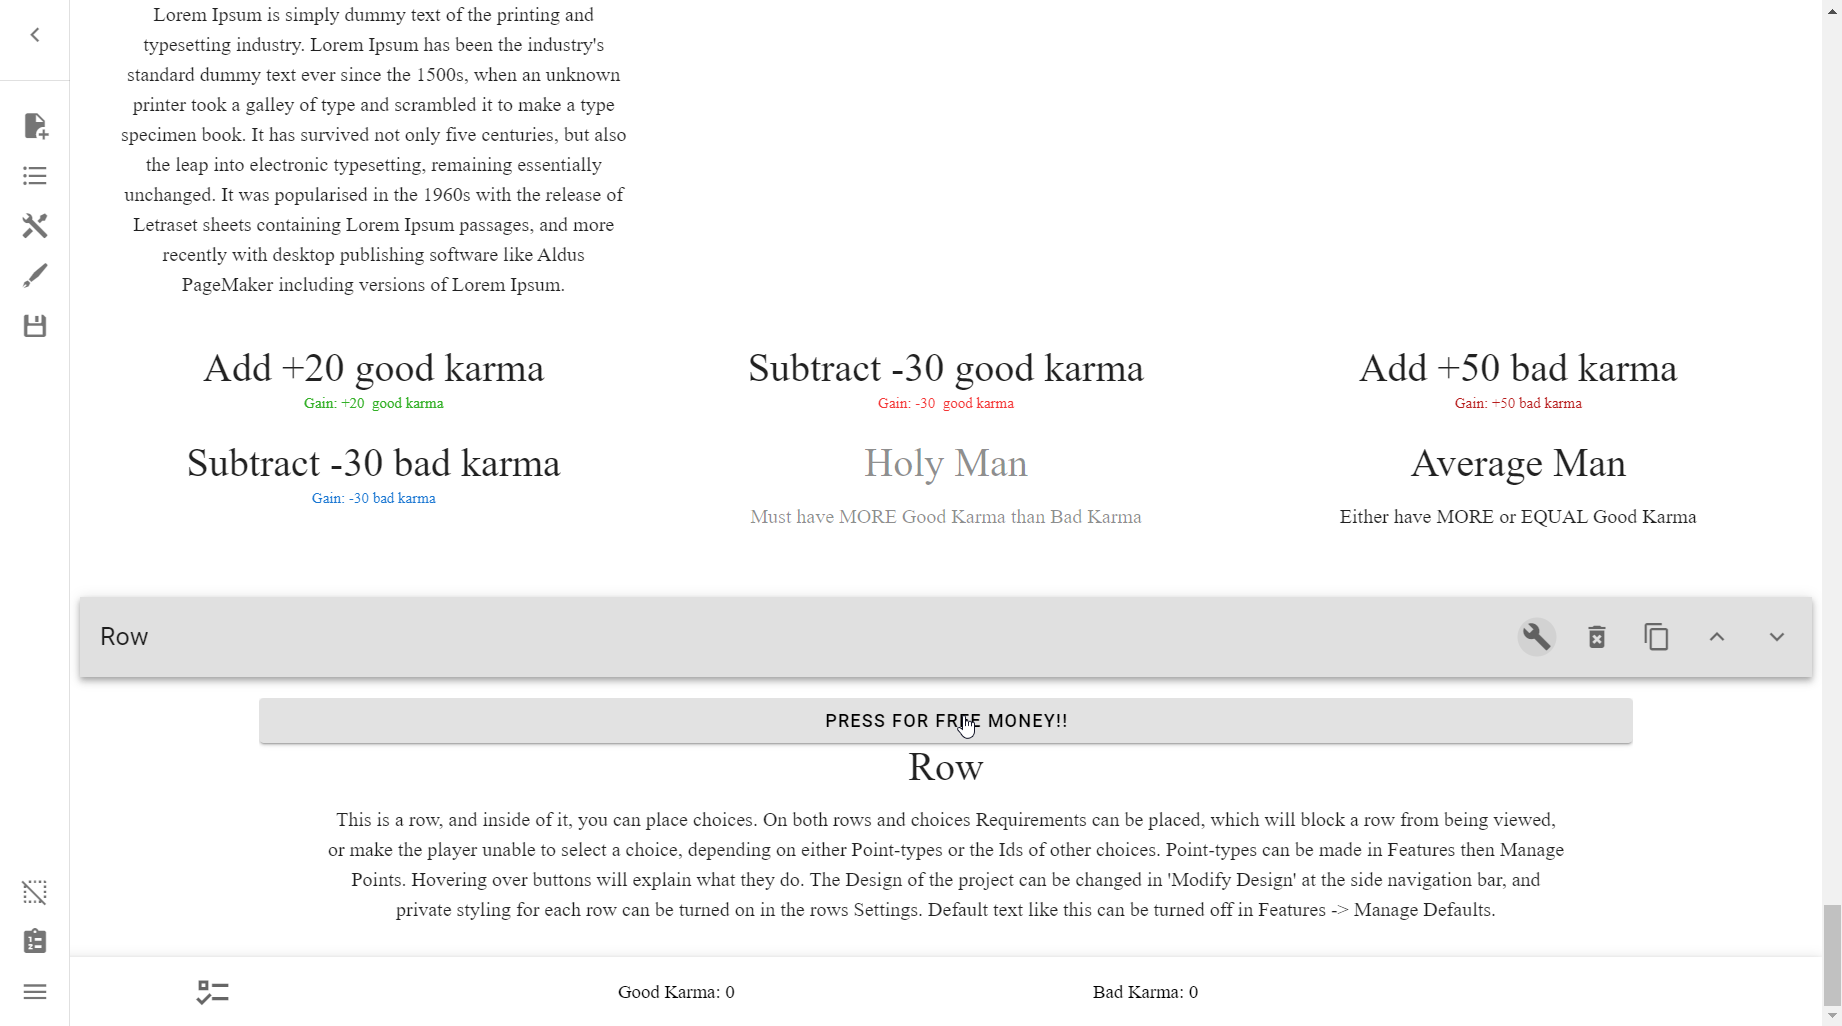 Lorem Ipsum is simply dummy text of the printing and
typesetting industry. Lorem Ipsum has been the industry's
standard dummy text ever since the 1500s, when an unknown
printer took a galley of type and scrambled it to make a type
specimen book. It has survived not only five centuries, but also
the leap into electronic typesetting, remaining essentially
unchanged. It was popularised in the 1960s with the release of
Letraset sheets containing Lorem Ipsum passages, and more
recently with desktop publishing software like Aldus
PageMaker including versions of Lorem Ipsum.
Add +20 good karma
Gain: +20 good karma
Subtract -30 good karma
Gain: -30 good karma
Add +50 bad karma
Gain: +50 bad karma
Subtract -30 bad karma
Gain: -30 bad karma
Holy Man
Must have MORE Good Karma than Bad Karma
Average Man
Either have MORE or EQUAL Good Karma
Row
PRESS FOR FREE MONEY!!
Row
This is a row, and inside of it, you can place choices. On both rows and choices Requirements can be placed, which will block a row from being viewed,
or make the player unable to select a choice, depending on either Point-types or the Ids of other choices. Point-types can be made in Features then Manage
Points. Hovering over buttons will explain what they do. The Design of the project can be changed in 'Modify Design' at the side navigation bar, and
private styling for each row can be turned on in the rows Settings. Default text like this can be turned off in Features -> Manage Defaults.
Good Karma: 0
Bad Karma: 0